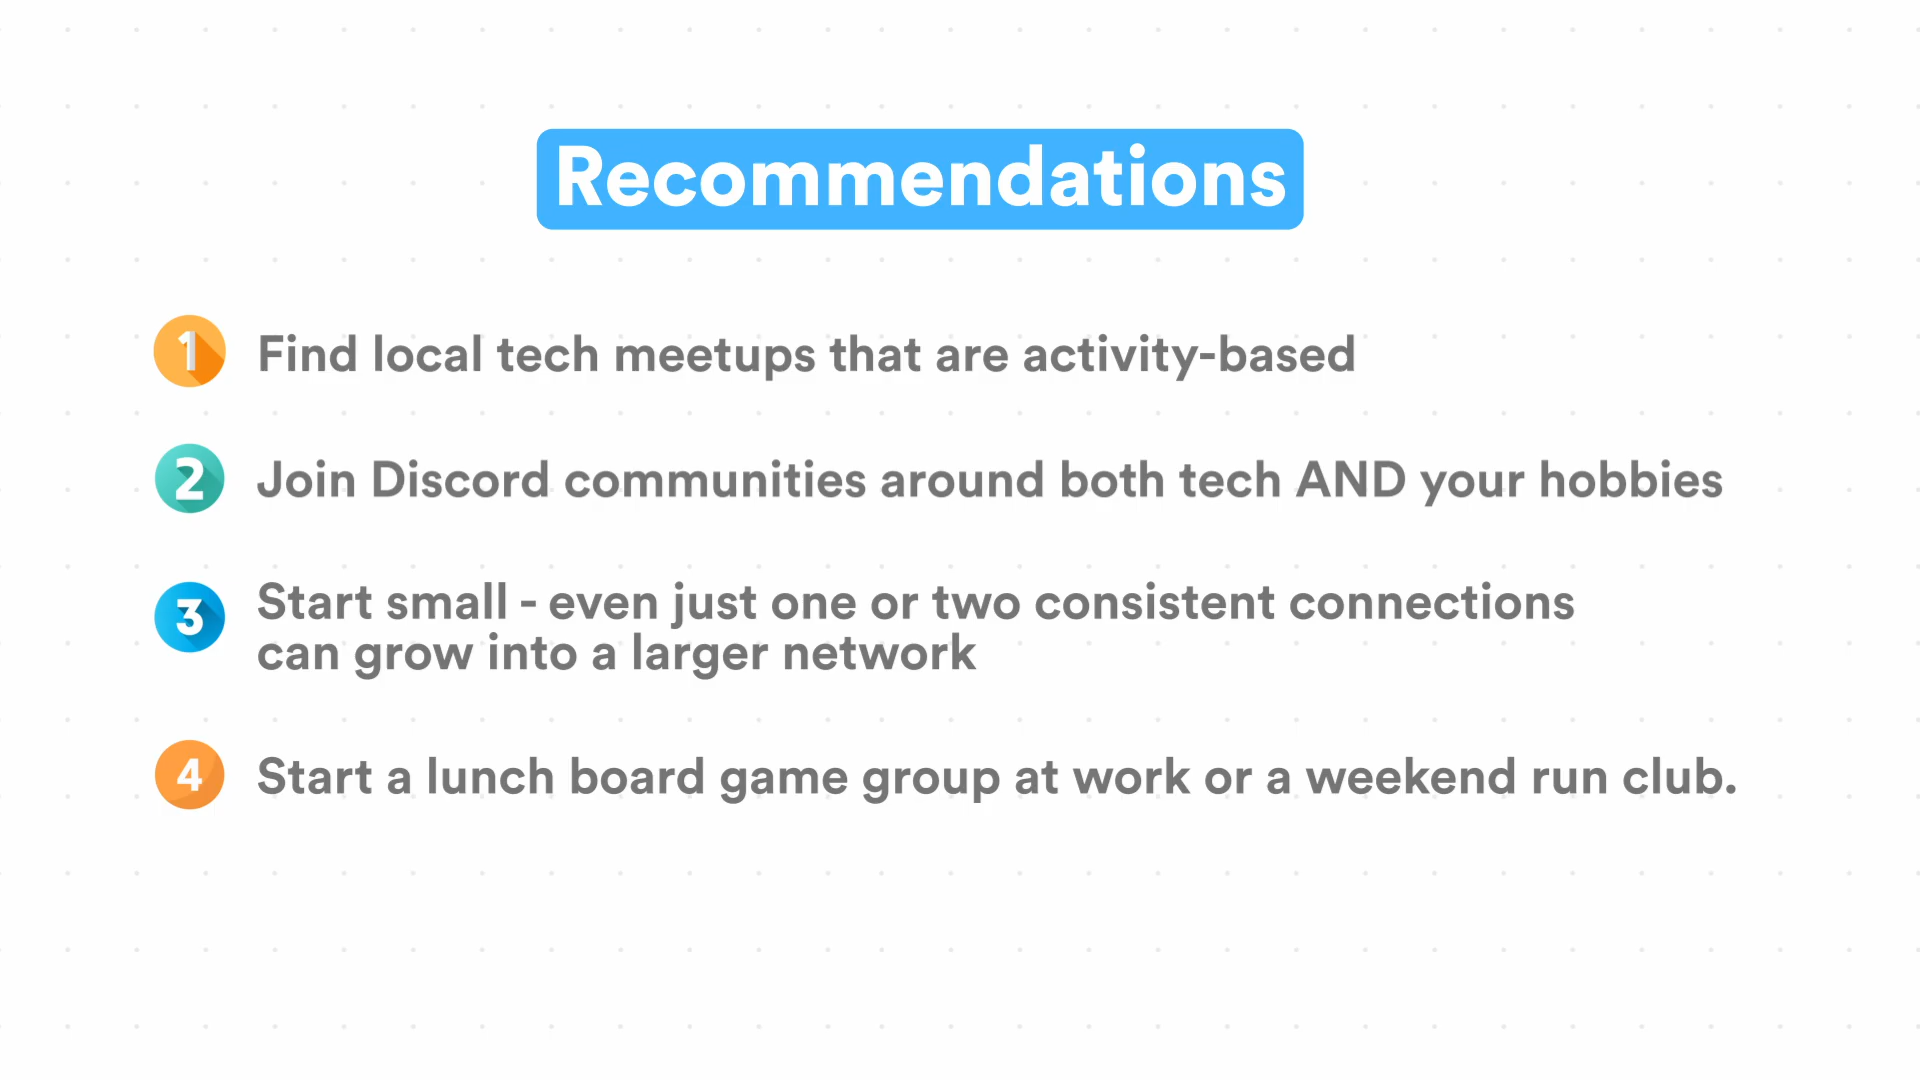 Recommendations
1 Find local tech meetups that are activity-based
2 Join Discord communities around both tech AND your hobbies
3 Start small - even just one or two consistent connections
can grow into a larger network
4 Start a lunch board game group at work or a weekend run club.